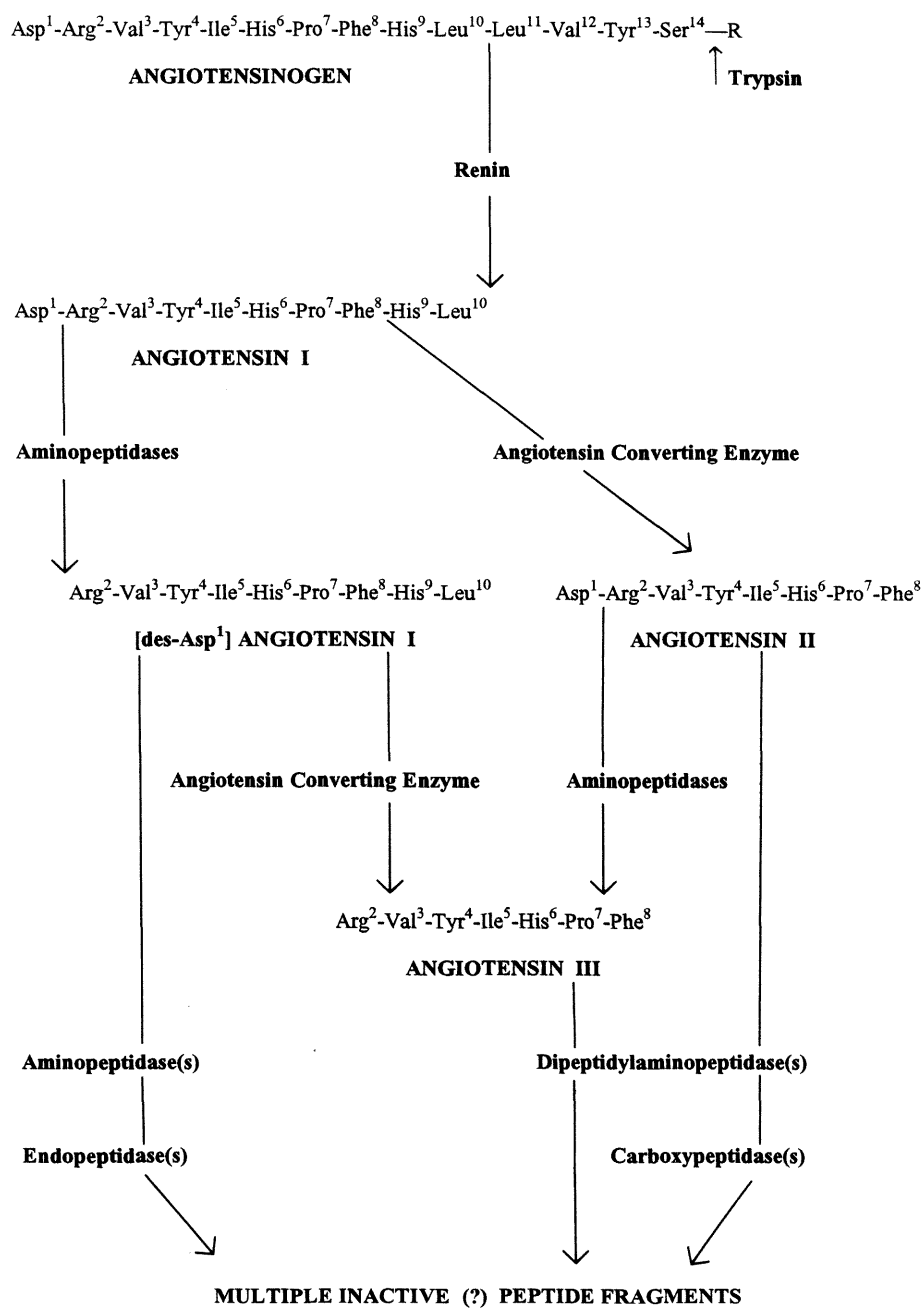 Asp¹-Arg²-Val³-Tyr⁴-Ile⁵-His⁶-Pro⁷-Phe⁸-His⁹-Leu¹⁰-Leu¹¹-Val¹²-Tyr¹³-Ser¹⁴—R
ANGIOTENSINOGEN
Trypsin
Renin
Asp¹-Arg²-Val³-Tyr⁴-Ile⁵-His⁶-Pro⁷-Phe⁸-His⁹-Leu¹⁰
ANGIOTENSIN I
Aminopeptidases
Angiotensin Converting Enzyme
Arg²-Val³-Tyr⁴-Ile⁵-His⁶-Pro⁷-Phe⁸-His⁹-Leu¹⁰
Asp¹-Arg²-Val³-Tyr⁴-Ile⁵-His⁶-Pro⁷-Phe⁸
[des-Asp¹] ANGIOTENSIN I
ANGIOTENSIN II
Angiotensin Converting Enzyme
Aminopeptidases
Arg²-Val³-Tyr⁴-Ile⁵-His⁶-Pro⁷-Phe⁸
ANGIOTENSIN III
Aminopeptidase(s)
Dipeptidylaminopeptidase(s)
Endopeptidase(s)
Carboxypeptidase(s)
MULTIPLE INACTIVE (?) PEPTIDE FRAGMENTS